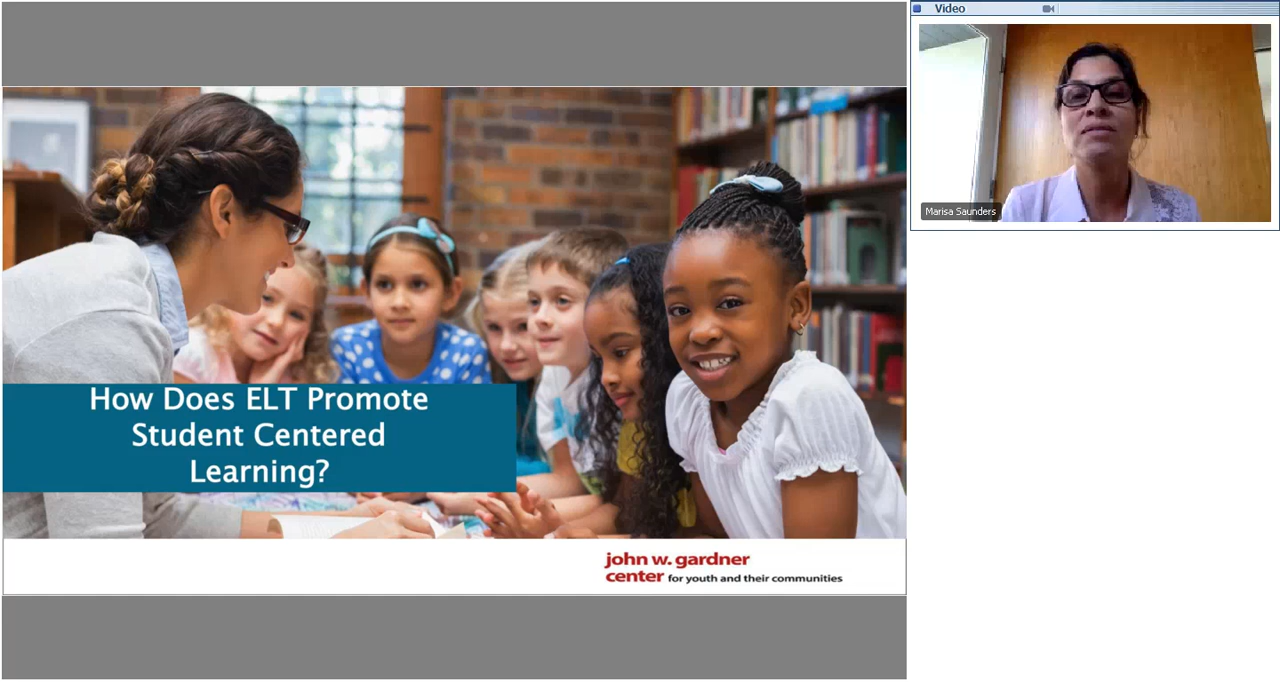 Video
Marisa Saunders
How Does ELT Promote
Student Centered
Learning?
john w. gardner
center for youth and their communities